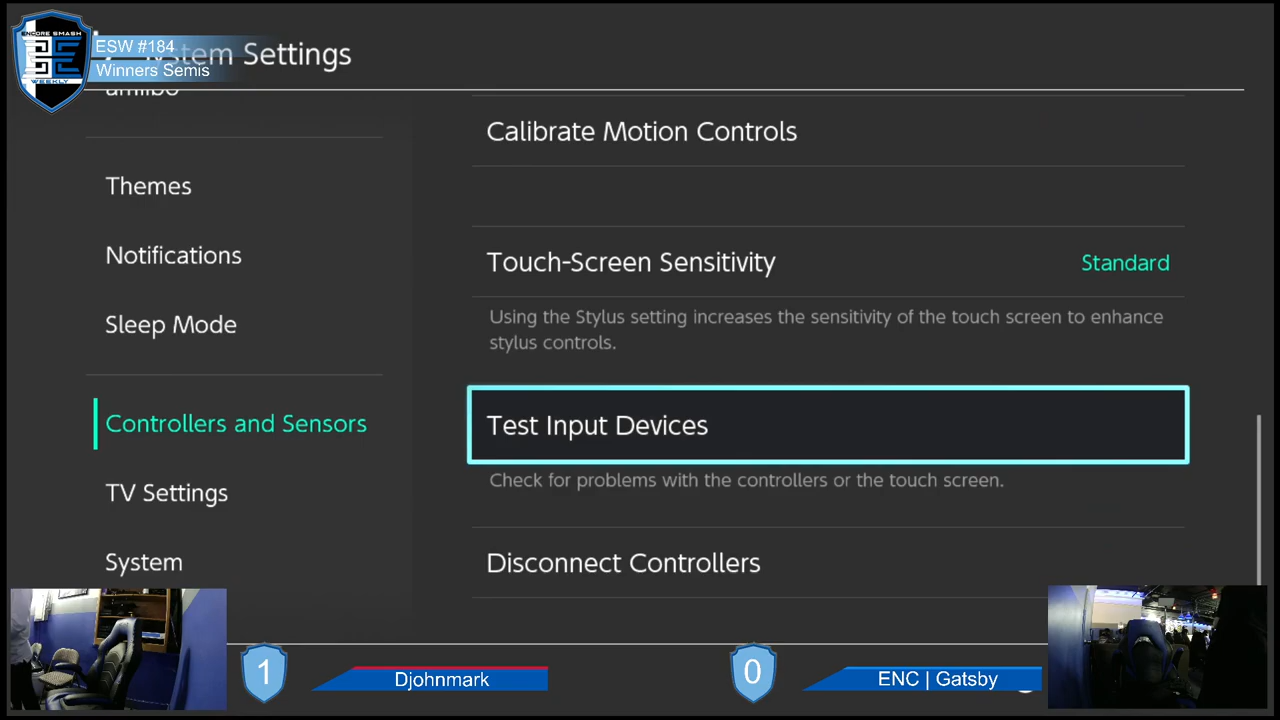 ENCORE SMASH
WEEKLY
ESW #184
Winners Semis
System Settings
amiibo
Themes
Notifications
Sleep Mode
Controllers and Sensors
TV Settings
System
Calibrate Motion Controls
Touch-Screen Sensitivity
Standard
Using the Stylus setting increases the sensitivity of the touch screen to enhance
stylus controls.
Test Input Devices
Check for problems with the controllers or the touch screen.
Disconnect Controllers
1
Djohnmark
0
ENC | Gatsby